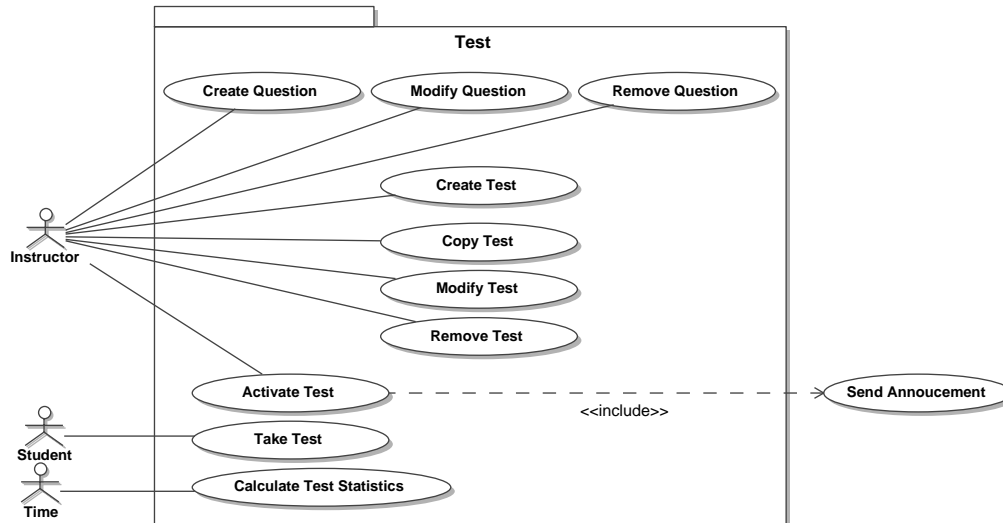 Test
Create Question
Modify Question
Remove Question
Create Test
Copy Test
Instructor
Modify Test
Remove Test
Activate Test
Send Annoucement
<<include>>
Take Test
Student
Calculate Test Statistics
Time